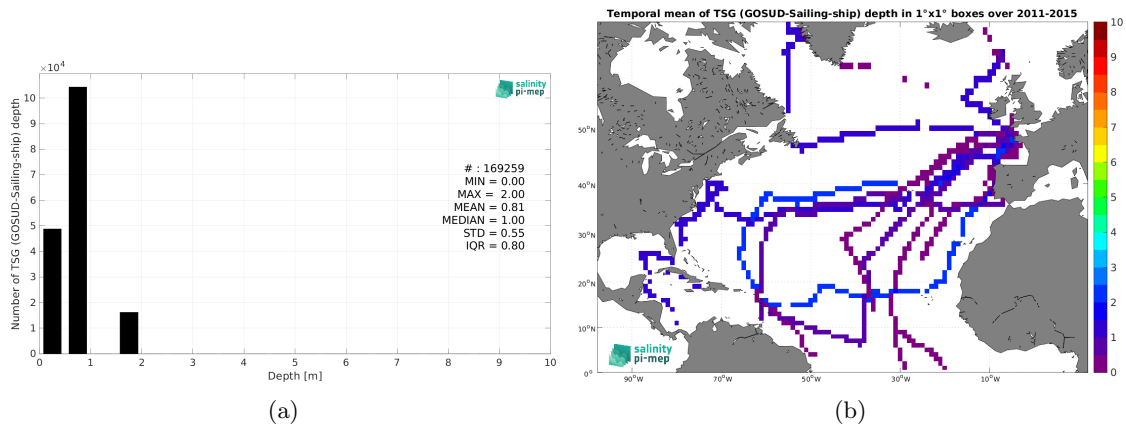 ×10⁴
Number of TSG (GOSUD-Sailing-ship) depth
11
10
9
8
7
6
5
4
3
2
1
0
salinity
pi-mep
# : 169259
MIN = 0.00
MAX = 2.00
MEAN = 0.81
MEDIAN = 1.00
STD = 0.55
IQR = 0.80
0 1 2 3 4 5 6 7 8 9 10
Depth [m]
(a)
Temporal mean of TSG (GOSUD-Sailing-ship) depth in 1°x1° boxes over 2011-2015
50°N
40°N
30°N
20°N
10°N
0°
salinity
pi-mep
90°W 70°W 50°W 30°W 10°W
10
9
8
7
6
5
4
3
2
1
0
(b)